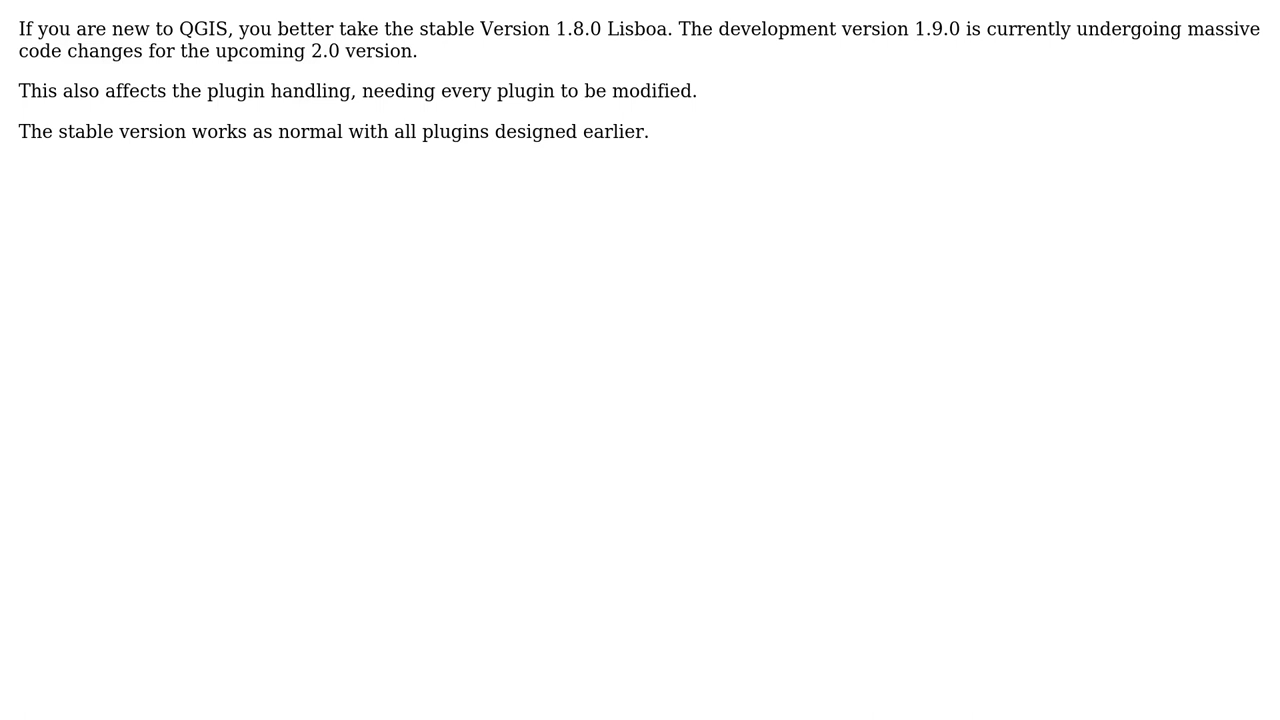 If you are new to QGIS, you better take the stable Version 1.8.0 Lisboa. The development version 1.9.0 is currently undergoing massive
code changes for the upcoming 2.0 version.
This also affects the plugin handling, needing every plugin to be modified.
The stable version works as normal with all plugins designed earlier.